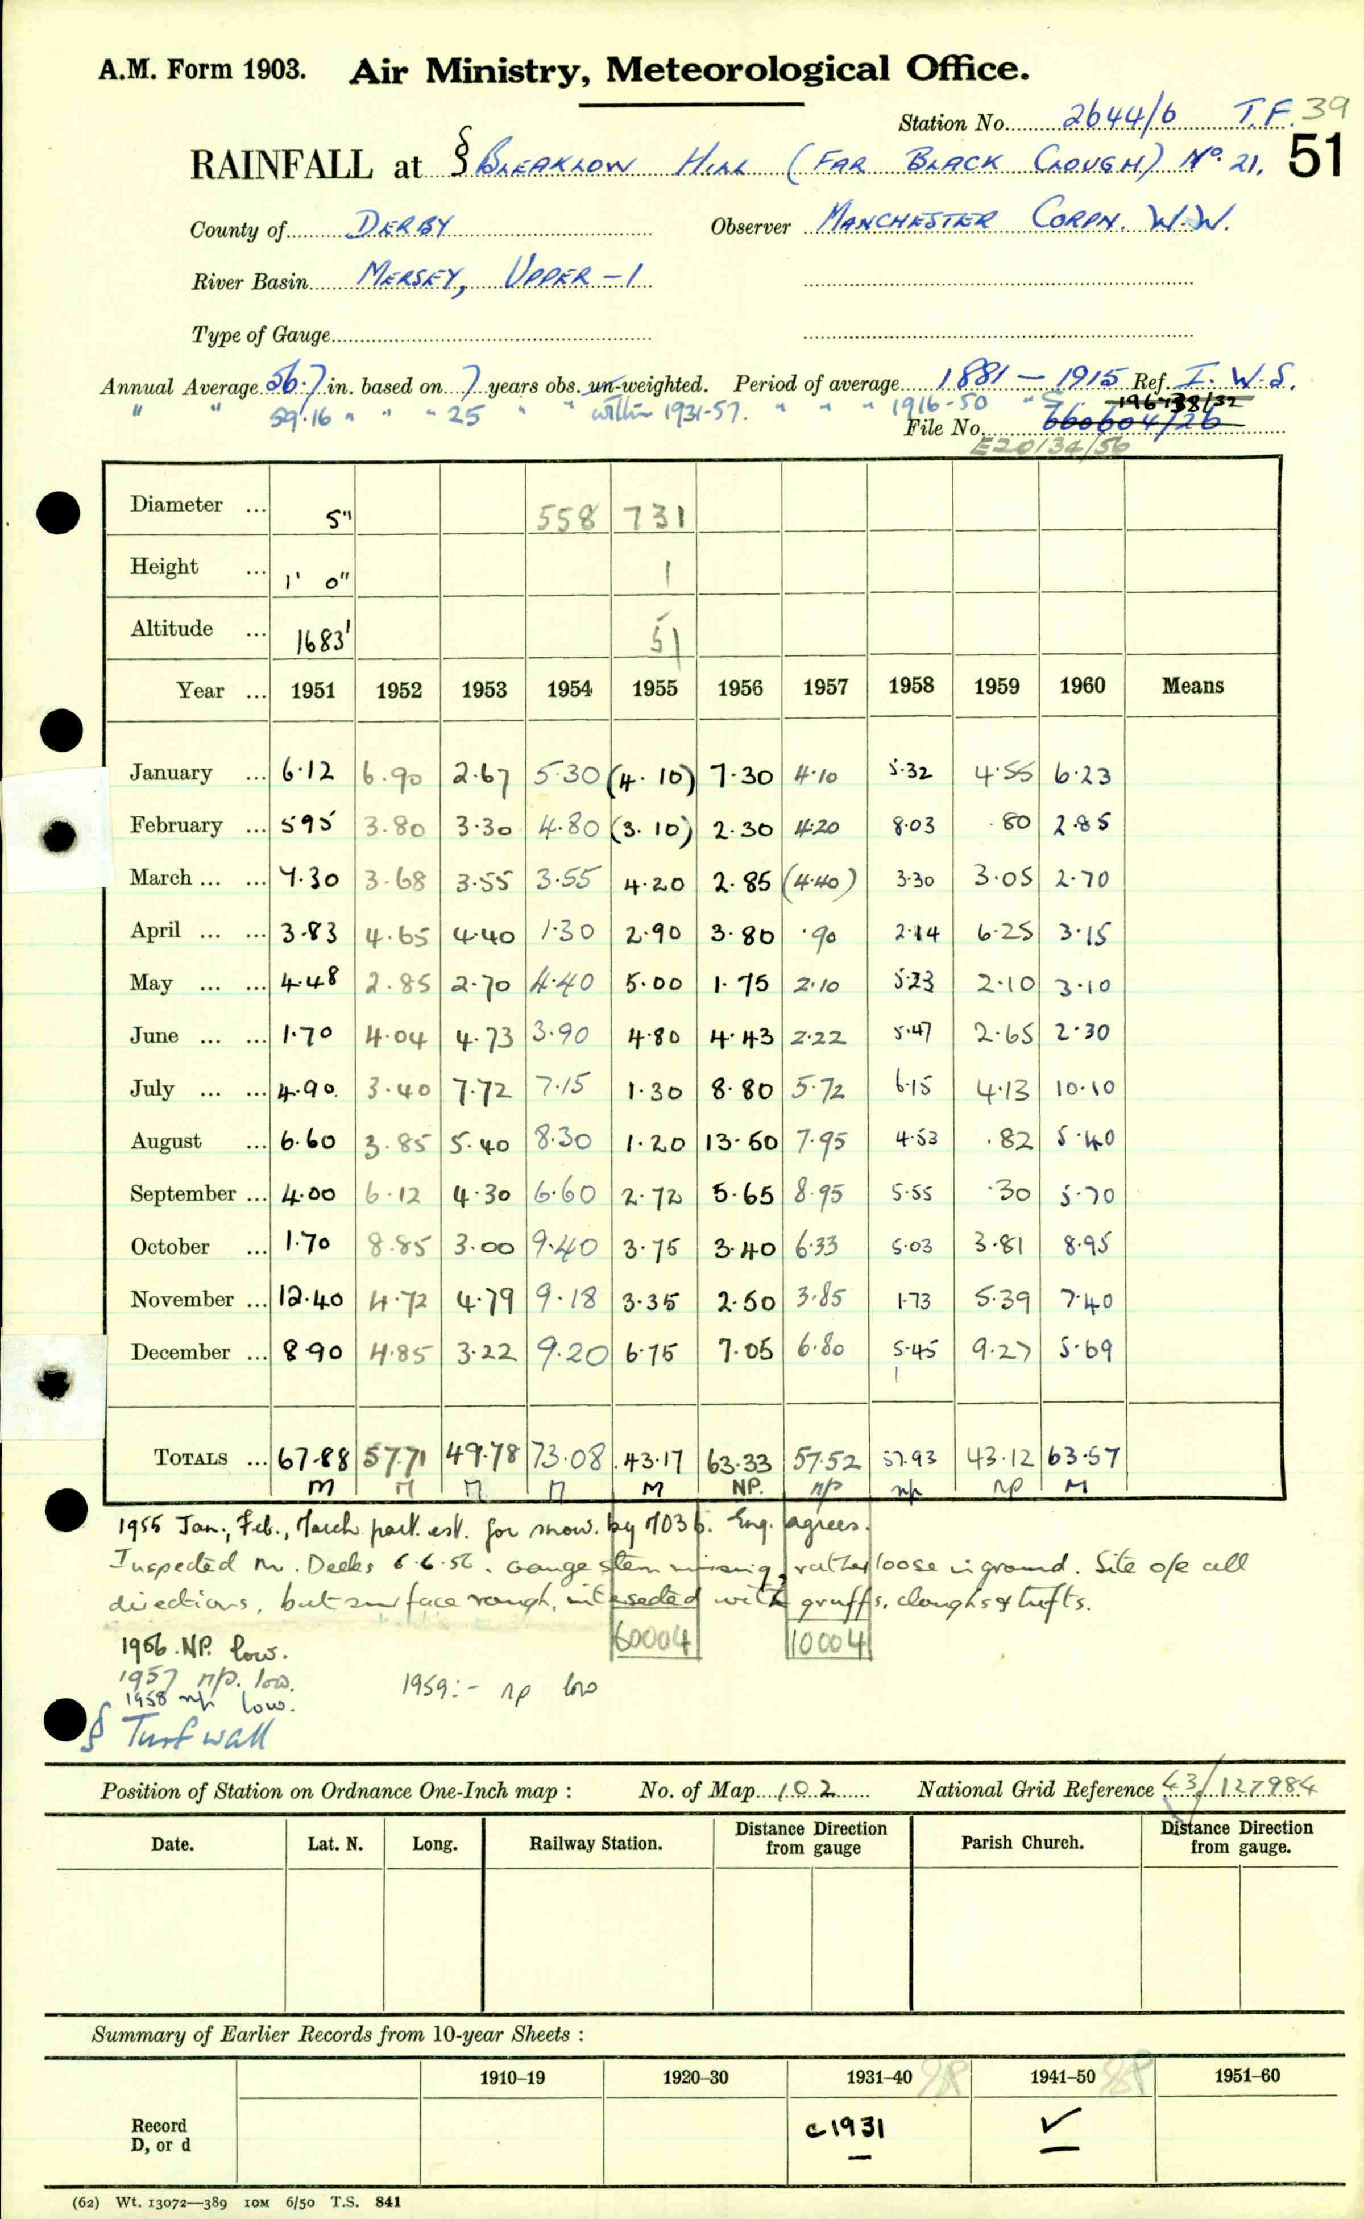 A.M. Form 1903. Air Ministry, Meteorological Office.
Station No. 2644/6 T.F. 39
RAINFALL at § BLEAKLOW HILL (FAR BLACK CLOUGH) No. 21. 51
County of DERBY Observer MANCHESTER CORPN. W.W.
River Basin MERSEY, UPPER -1
Type of Gauge
Annual Average 56.7 in. based on 7 years obs. un-weighted. Period of average 1881 - 1915 Ref. I. W.S.
" " 59.16 " " " 25 " " within 1931-57. " " " 1916-50 "
File No. 660604/26
E20134/56
Diameter ... 5" 558 731
Height ... 1' 0" 1
Altitude ... 1683' 51
Year ... 1951 1952 1953 1954 1955 1956 1957 1958 1959 1960 Means
January ... 6.12 6.90 2.67 5.30 (4.10) 7.30 4.10 5.32 4.55 6.23
February ... 5.95 3.80 3.30 4.80 (3.10) 2.30 4.20 8.03 .80 2.85
March ... ... 7.30 3.68 3.55 3.55 4.20 2.85 (4.40) 3.30 3.05 2.70
April ... ... 3.83 4.65 4.40 1.30 2.90 3.80 .90 2.14 6.25 3.15
May ... ... 4.48 2.85 2.70 4.40 5.00 1.75 2.10 5.23 2.10 3.10
June ... ... 1.70 4.04 4.73 3.90 4.80 4.43 2.22 5.47 2.65 2.30
July ... ... 4.90 3.40 7.72 7.15 1.30 8.80 5.72 6.15 4.13 10.10
August ... 6.60 3.85 5.40 8.30 1.20 13.50 7.95 4.53 .82 5.40
September ... 4.00 6.12 4.30 6.60 2.72 5.65 8.95 5.55 .30 5.70
October ... 1.70 8.85 3.00 9.40 3.75 3.40 6.33 5.03 3.81 8.95
November ... 12.40 4.72 4.79 9.18 3.35 2.50 3.85 1.73 5.39 7.40
December ... 8.90 4.85 3.22 9.20 6.75 7.05 6.80 5.45 9.27 5.69
1
TOTALS ... 67.88 57.71 49.78 73.08 43.17 63.33 57.52 57.93 43.12 63.57
M M M M M NP. np np np M
1955 Jan., Feb., March part. est. for snow. by M.O.3b. Eng. agrees.
Inspected Mr. Deeks 6.6.56. Gauge stem missing, rather loose in ground. Site o/e all
directions, but surface rough, intersected with gruffs, cloughs & tufts.
60004 10004
1956. NP. low.
1957 np. low.
1958 np low.
1959:- np low
§ Turf wall
Position of Station on Ordnance One-Inch map : No. of Map 102 National Grid Reference 43/127984
Date. Lat. N. Long. Railway Station. Distance Direction from gauge Parish Church. Distance Direction from gauge.
Summary of Earlier Records from 10-year Sheets :
1910–19 1920–30 1931–40 1941–50 1951–60
Record
D, or d c 1931 ✓
(62) Wt. 13072—389 10M 6/50 T.S. 841